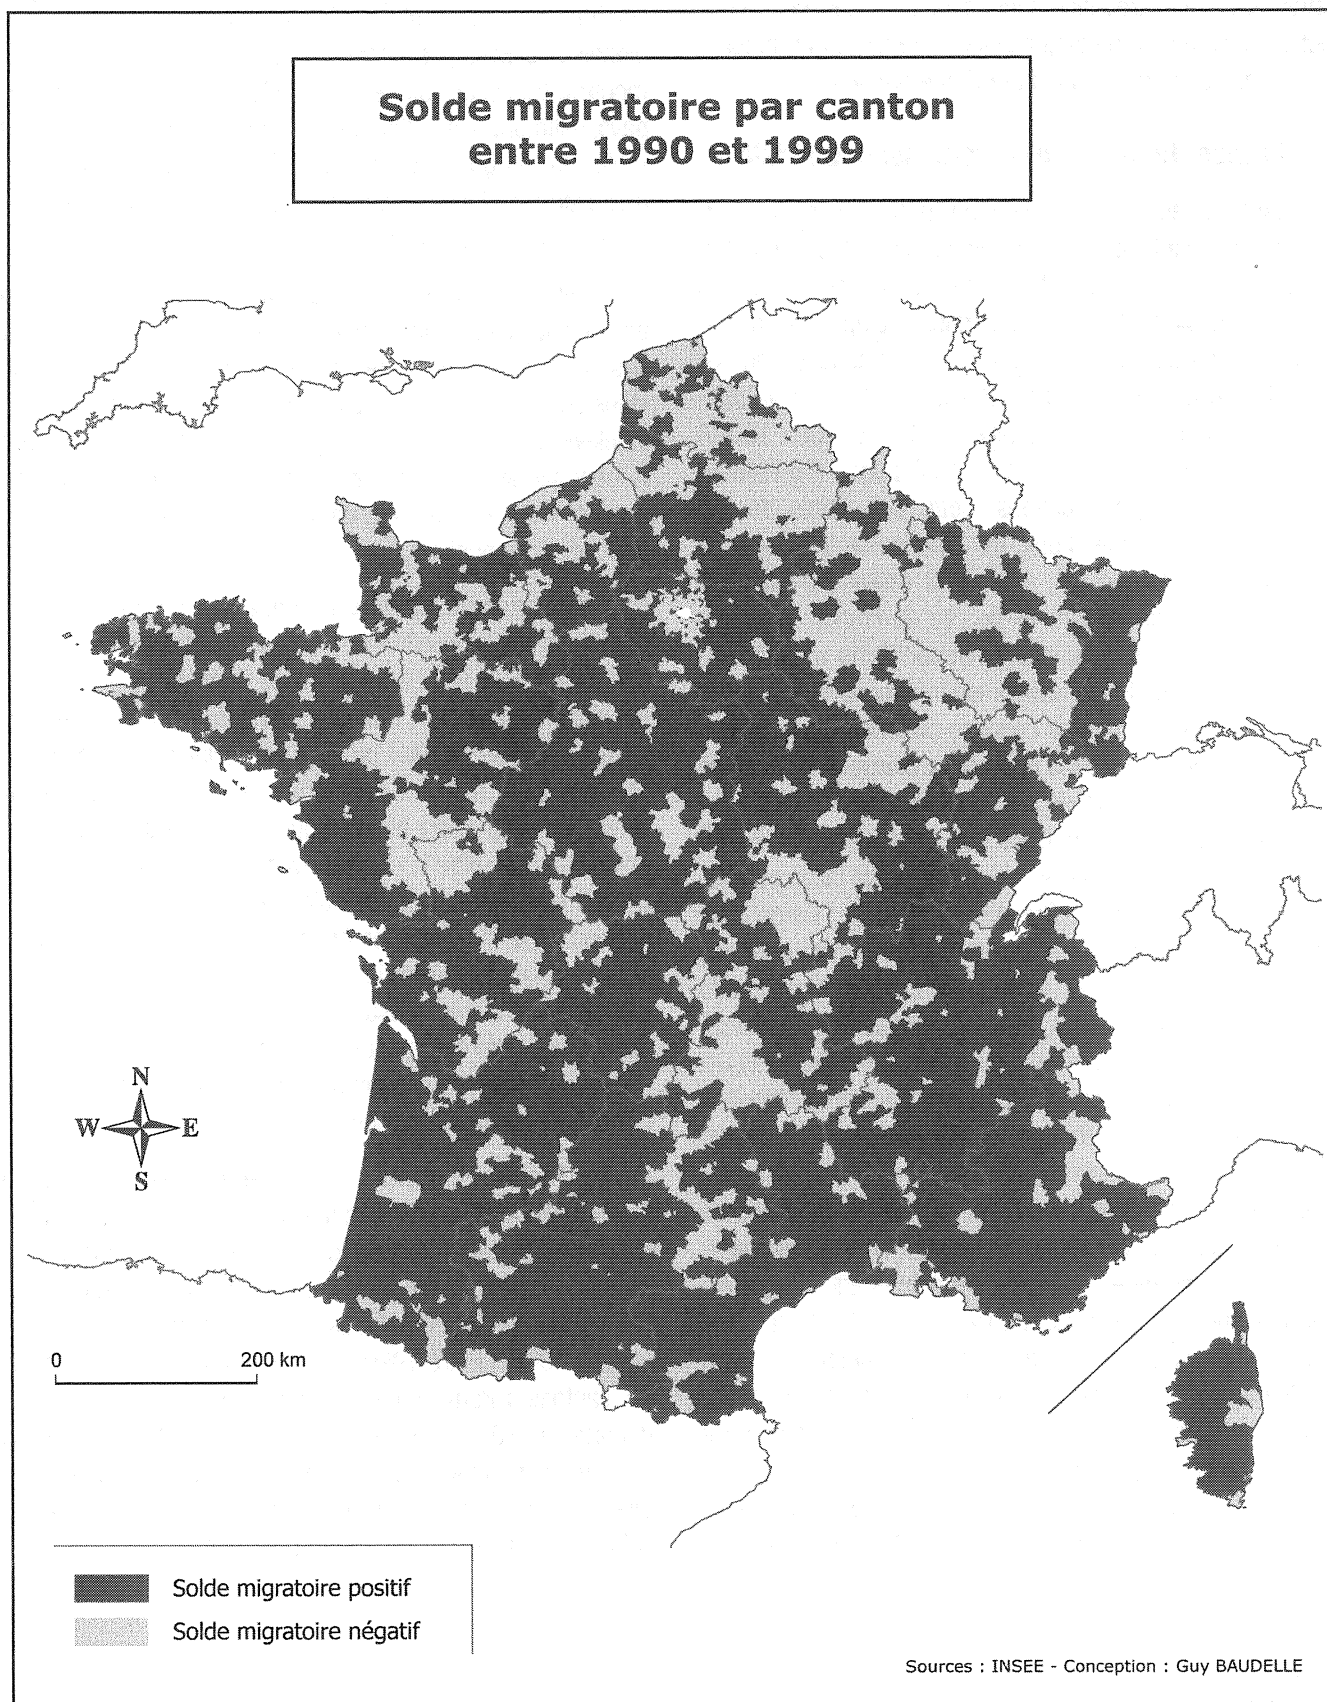 Solde migratoire par canton
entre 1990 et 1999
N
W E
S
0 200 km
Solde migratoire positif
Solde migratoire négatif
Sources : INSEE - Conception : Guy BAUDELLE